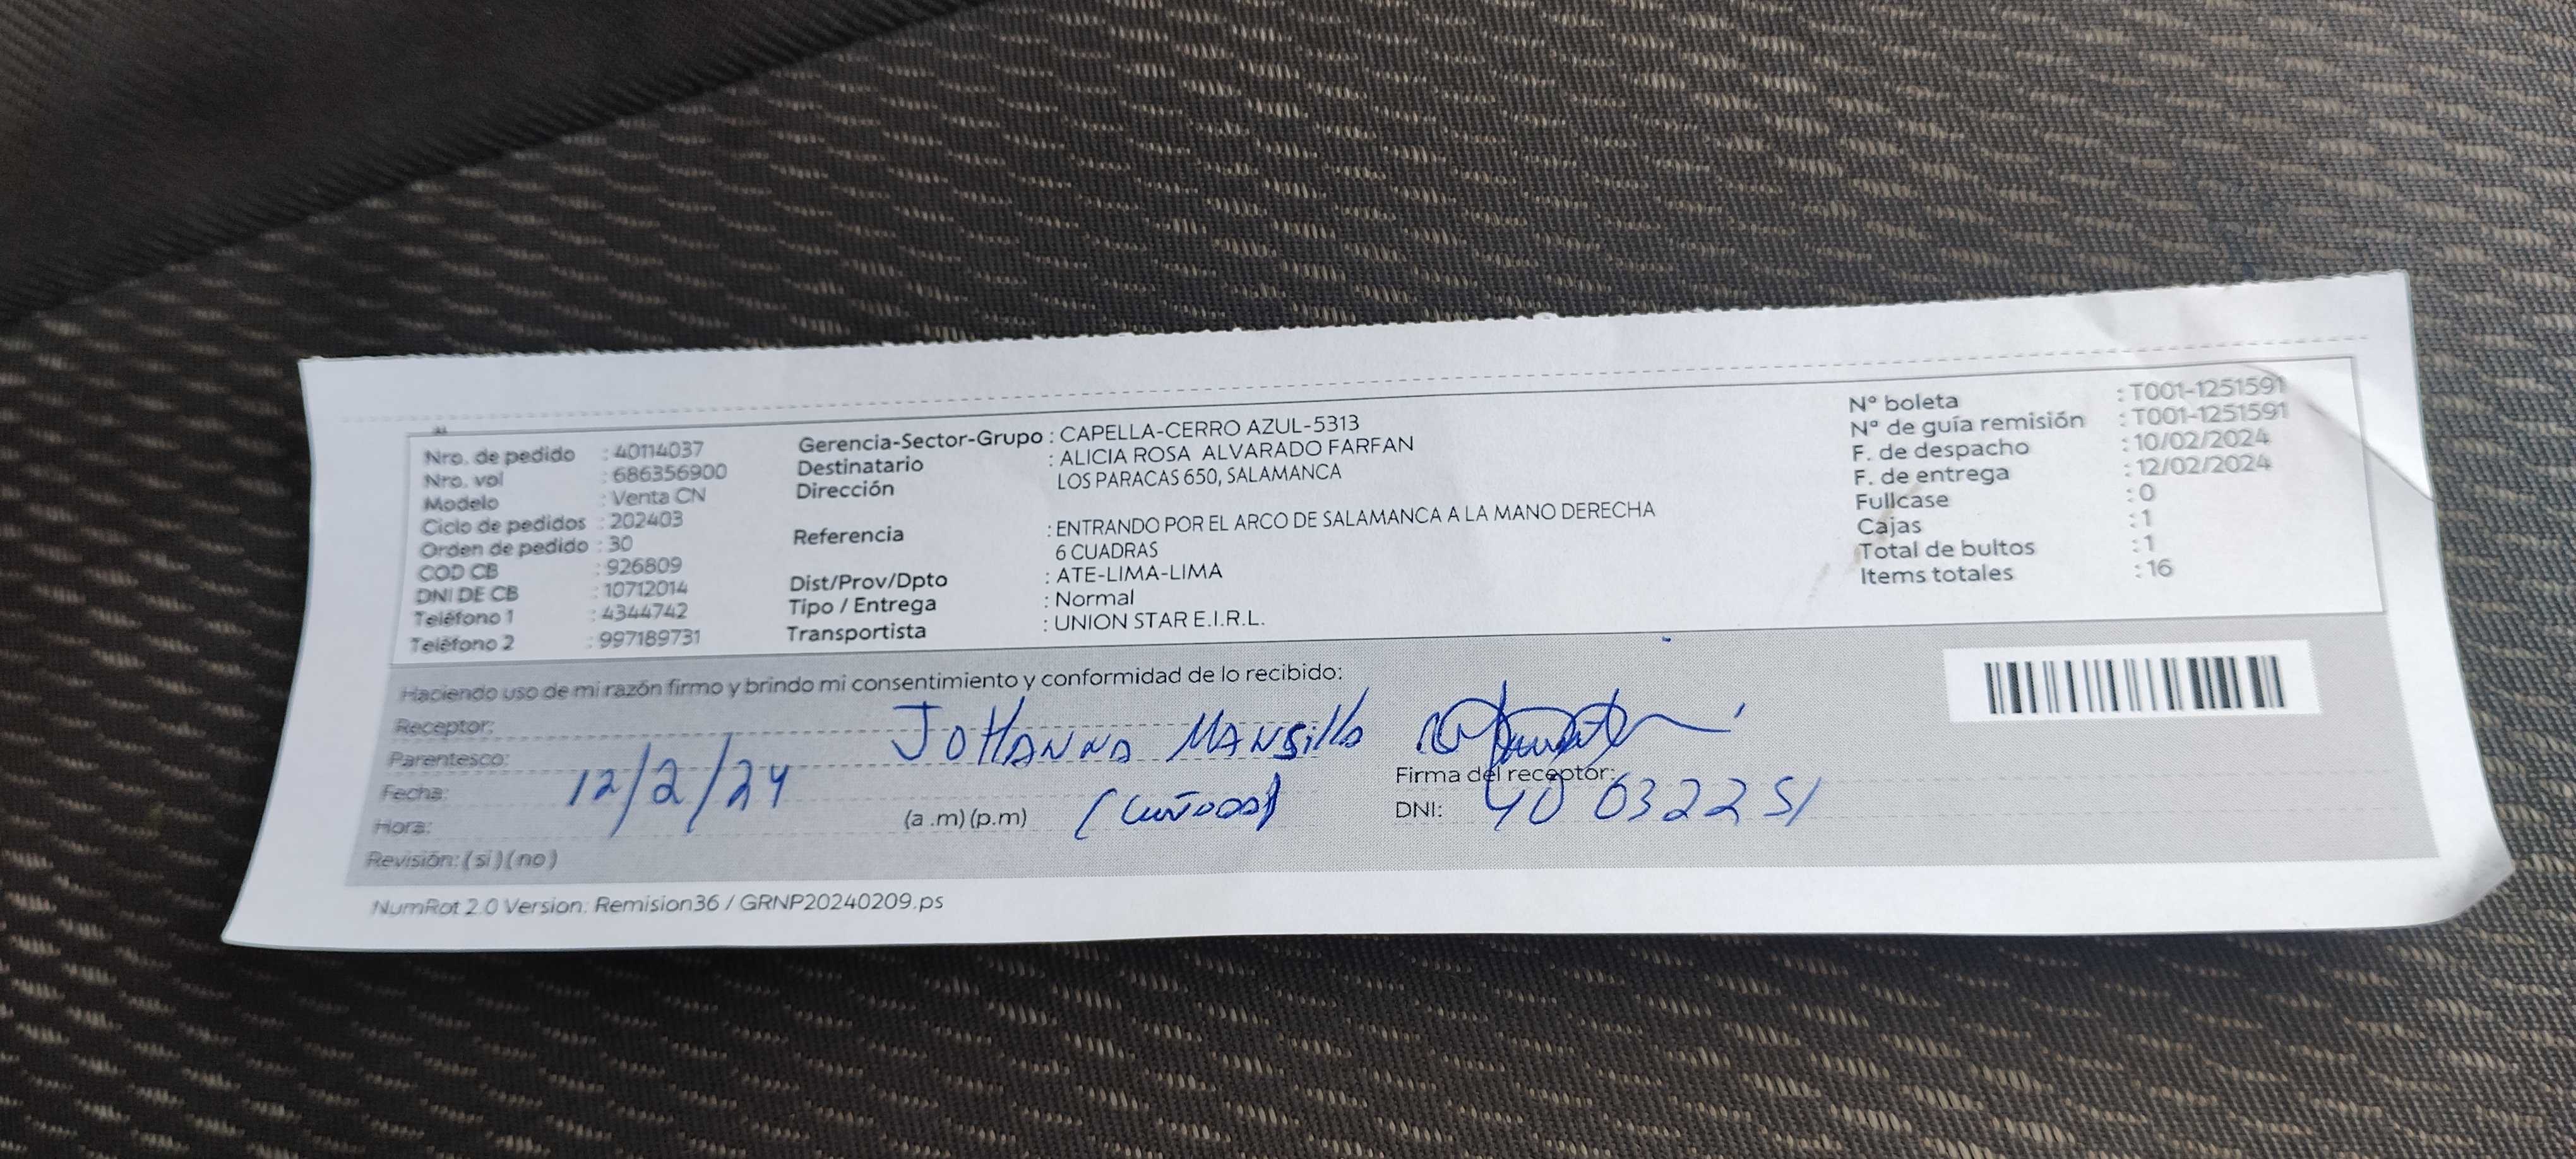 Nro. de pedido : 40114037
Nro. vol : 686356900
Modelo : Venta CN
Ciclo de pedidos : 202403
Orden de pedido : 30
COD CB : 926809
DNI DE CB : 10712014
Teléfono 1 : 4344742
Teléfono 2 : 997189731
Gerencia-Sector-Grupo : CAPELLA-CERRO AZUL-5313
Destinatario : ALICIA ROSA ALVARADO FARFAN
Dirección LOS PARACAS 650, SALAMANCA
Referencia : ENTRANDO POR EL ARCO DE SALAMANCA A LA MANO DERECHA
6 CUADRAS
Dist/Prov/Dpto : ATE-LIMA-LIMA
Tipo / Entrega : Normal
Transportista : UNION STAR E.I.R.L.
N° boleta : T001-1251591
N° de guía remisión : T001-1251591
F. de despacho : 10/02/2024
F. de entrega : 12/02/2024
Fullcase : 0
Cajas : 1
Total de bultos : 1
Items totales : 16
Haciendo uso de mi razón firmo y brindo mi consentimiento y conformidad de lo recibido:
Receptor: JOHANNA MANSilla
Parentesco:
Firma del receptor:
Fecha: 12/2/24
Hora: (a .m) (p.m) (CUÑADA)
DNI: 40632251
Revisión: ( si ) ( no )
NumRot 2.0 Version: Remision36 / GRNP20240209.ps